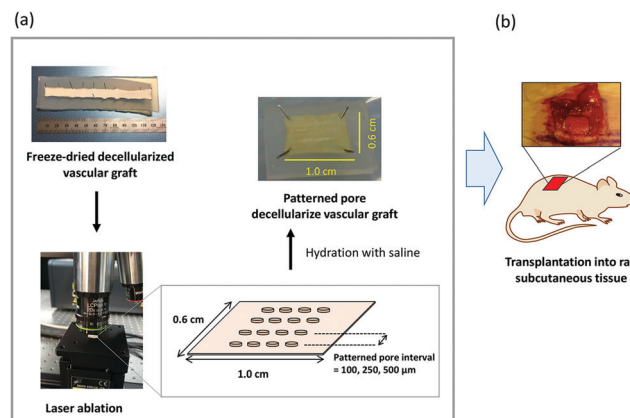 (a)
Freeze-dried decellularized
vascular graft
0.6 cm
1.0 cm
Patterned pore
decellularize vascular graft
Hydration with saline
Laser ablation
0.6 cm
1.0 cm
Patterned pore interval
= 100, 250, 500 µm
(b)
Transplantation into ra
subcutaneous tissue